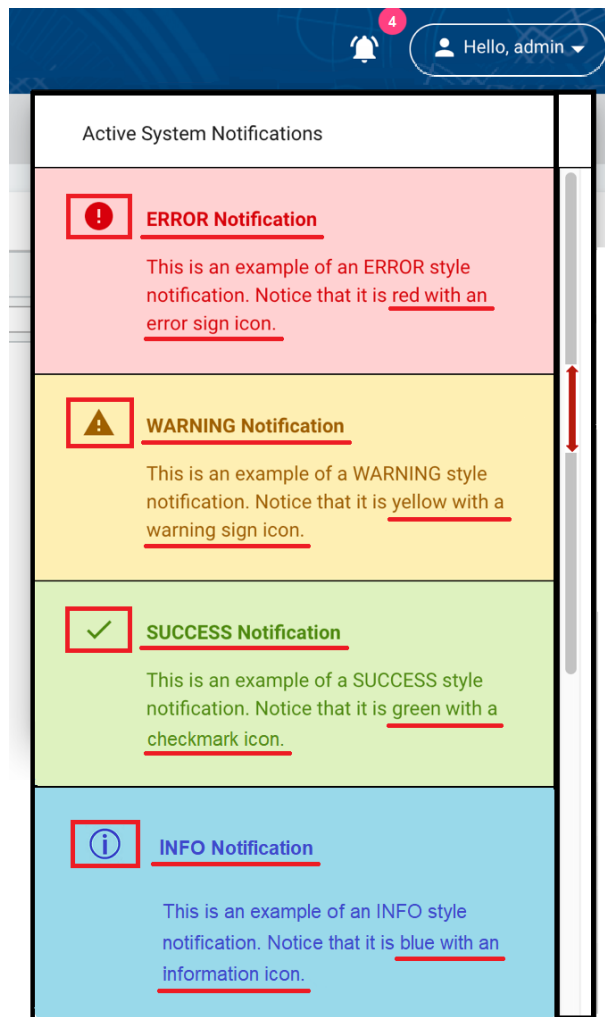 4
Hello, admin
Active System Notifications
ERROR Notification
This is an example of an ERROR style
notification. Notice that it is red with an
error sign icon.
WARNING Notification
This is an example of a WARNING style
notification. Notice that it is yellow with a
warning sign icon.
SUCCESS Notification
This is an example of a SUCCESS style
notification. Notice that it is green with a
checkmark icon.
INFO Notification
This is an example of an INFO style
notification. Notice that it is blue with an
information icon.